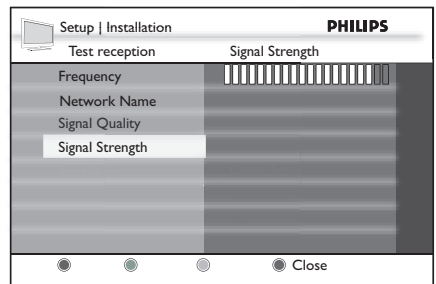 Setup | Installation PHILIPS
Test reception Signal Strength
Frequency
Network Name
Signal Quality
Signal Strength
Close